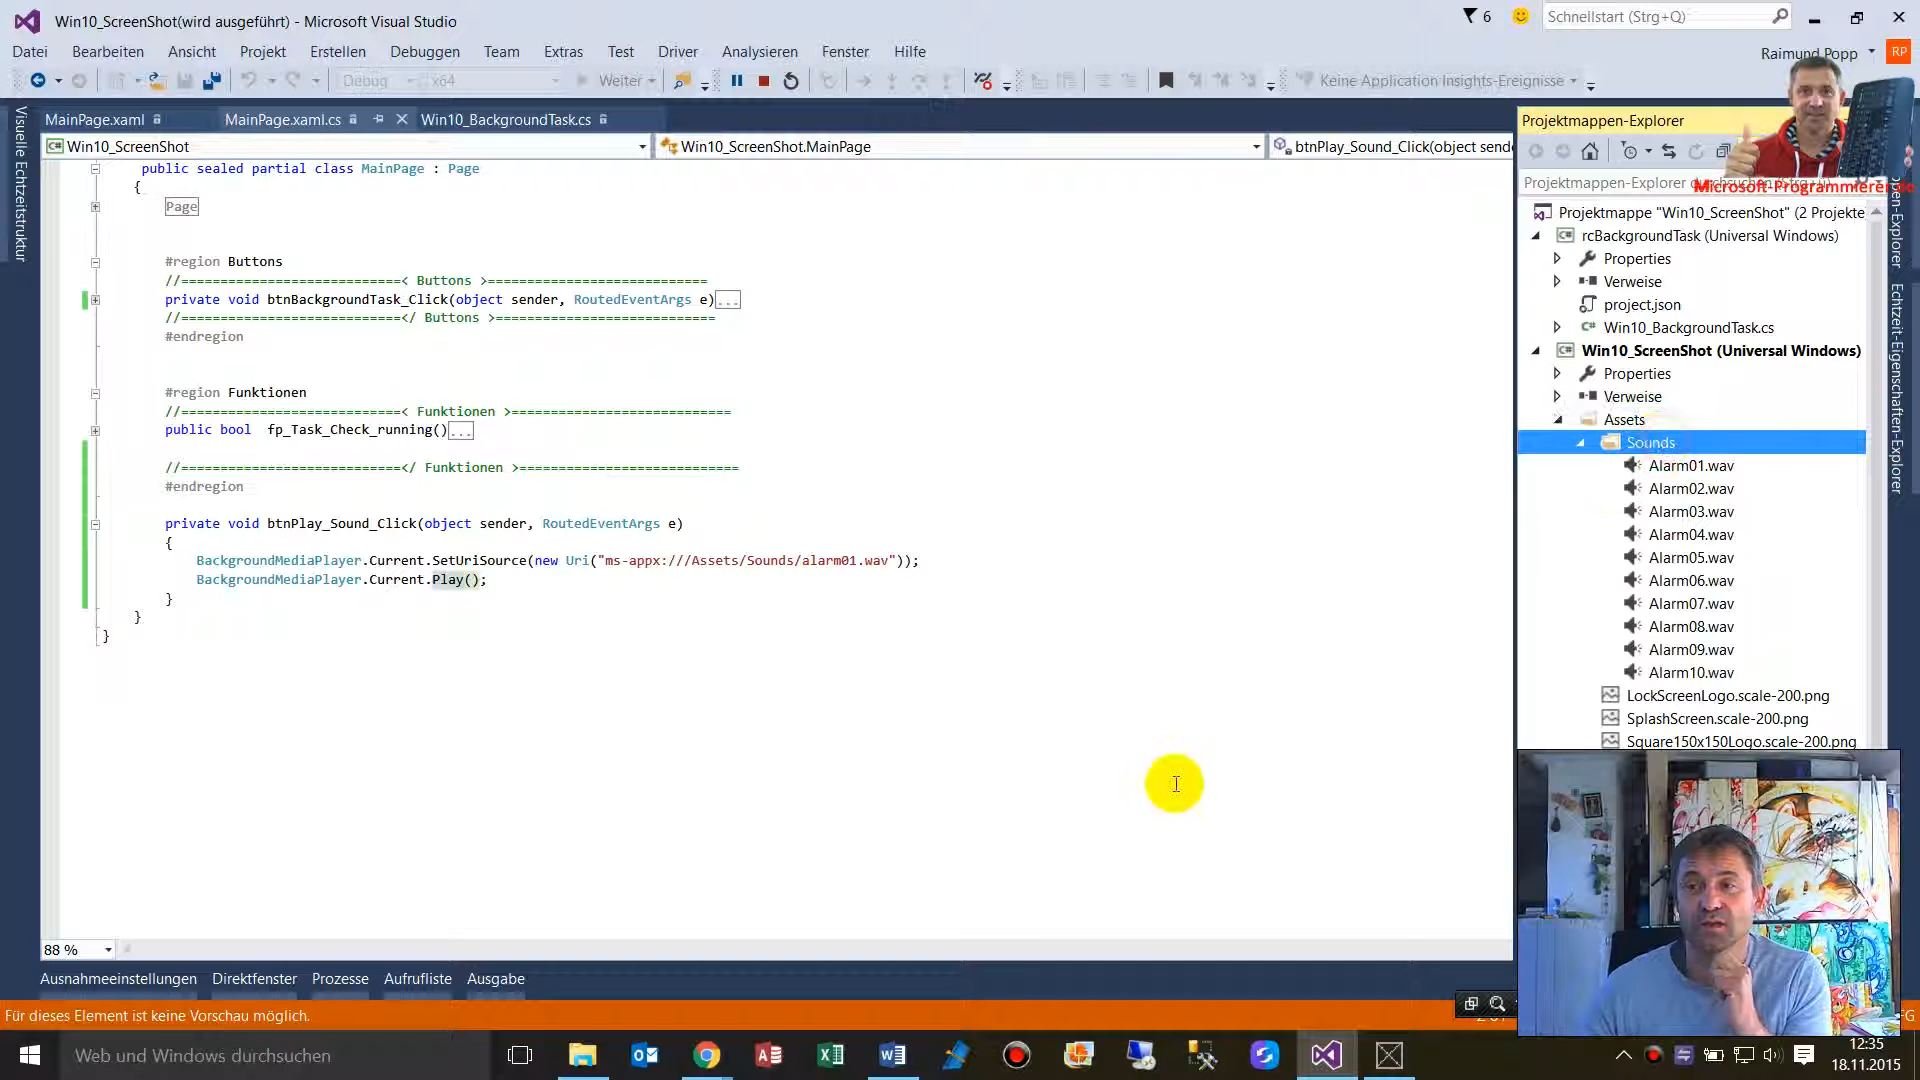 Win10_ScreenShot(wird ausgeführt) - Microsoft Visual Studio
6
Schnellstart (Strg+Q)
Datei Bearbeiten Ansicht Projekt Erstellen Debuggen Team Extras Test Driver Analysieren Fenster Hilfe
Raimund Popp
RP
Debug x64 Weiter Keine Application Insights-Ereignisse
MainPage.xaml MainPage.xaml.cs Win10_BackgroundTask.cs
Projektmappen-Explorer
Win10_ScreenShot Win10_ScreenShot.MainPage btnPlay_Sound_Click(object sende
Projektmappen-Explorer
Microsoft-Programmierer.de
Visuelle Echtzeitstruktur
Echtzeit-Eigenschaften-Explorer
public sealed partial class MainPage : Page
{
Page
#region Buttons
//============================< Buttons >============================
private void btnBackgroundTask_Click(object sender, RoutedEventArgs e)...
//============================</ Buttons >============================
#endregion
#region Funktionen
//============================< Funktionen >============================
public bool fp_Task_Check_running()...
//============================</ Funktionen >============================
#endregion
private void btnPlay_Sound_Click(object sender, RoutedEventArgs e)
{
BackgroundMediaPlayer.Current.SetUriSource(new Uri("ms-appx:///Assets/Sounds/alarm01.wav"));
BackgroundMediaPlayer.Current.Play();
}
}
}
Projektmappe "Win10_ScreenShot" (2 Projekte
rcBackgroundTask (Universal Windows)
Properties
Verweise
project.json
Win10_BackgroundTask.cs
Win10_ScreenShot (Universal Windows)
Properties
Verweise
Assets
Sounds
Alarm01.wav
Alarm02.wav
Alarm03.wav
Alarm04.wav
Alarm05.wav
Alarm06.wav
Alarm07.wav
Alarm08.wav
Alarm09.wav
Alarm10.wav
LockScreenLogo.scale-200.png
SplashScreen.scale-200.png
Square150x150Logo.scale-200.png
88 %
Ausnahmeeinstellungen Direktfenster Prozesse Aufrufliste Ausgabe
Für dieses Element ist keine Vorschau möglich.
Web und Windows durchsuchen
12:35
18.11.2015